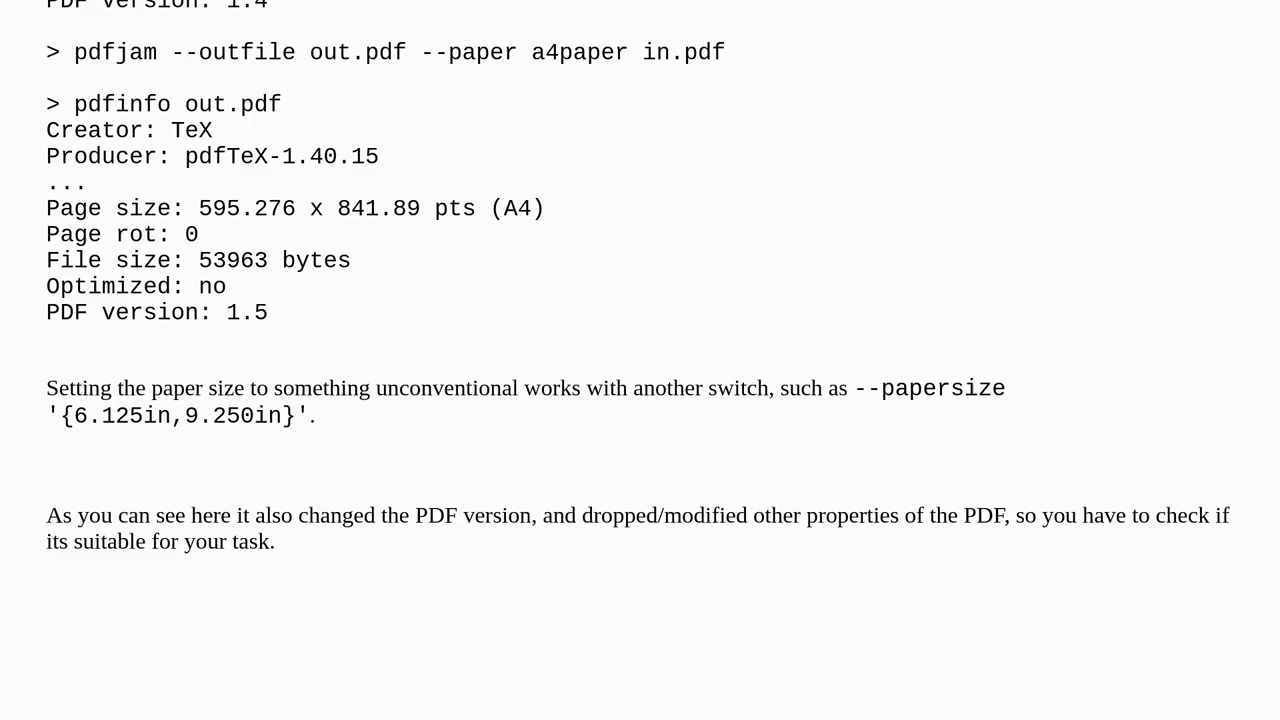 PDF version: 1.4
> pdfjam --outfile out.pdf --paper a4paper in.pdf
> pdfinfo out.pdf
Creator: TeX
Producer: pdfTeX-1.40.15
...
Page size: 595.276 x 841.89 pts (A4)
Page rot: 0
File size: 53963 bytes
Optimized: no
PDF version: 1.5
Setting the paper size to something unconventional works with another switch, such as --papersize
'{6.125in,9.250in}'.
As you can see here it also changed the PDF version, and dropped/modified other properties of the PDF, so you have to check if
its suitable for your task.